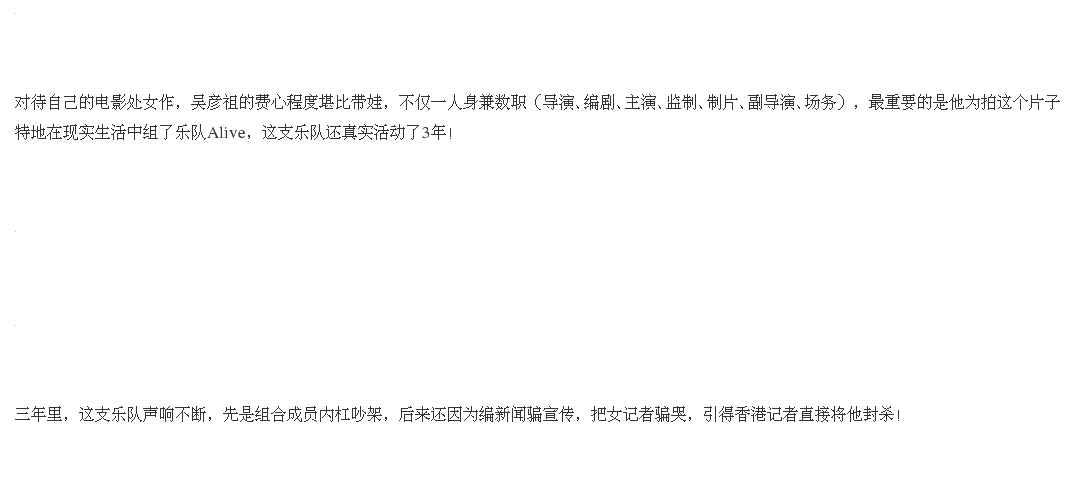 对待自己的电影处女作，吴彦祖的费心程度堪比带娃，不仅一人身兼数职（导演、编剧、主演、监制、制片、副导演、场务），最重要的是他为拍这个片子
特地在现实生活中组了乐队Alive，这支乐队还真实活动了3年！
三年里，这支乐队声响不断，先是组合成员内杠吵架，后来还因为编新闻骗宣传，把女记者骗哭，引得香港记者直接将他封杀！